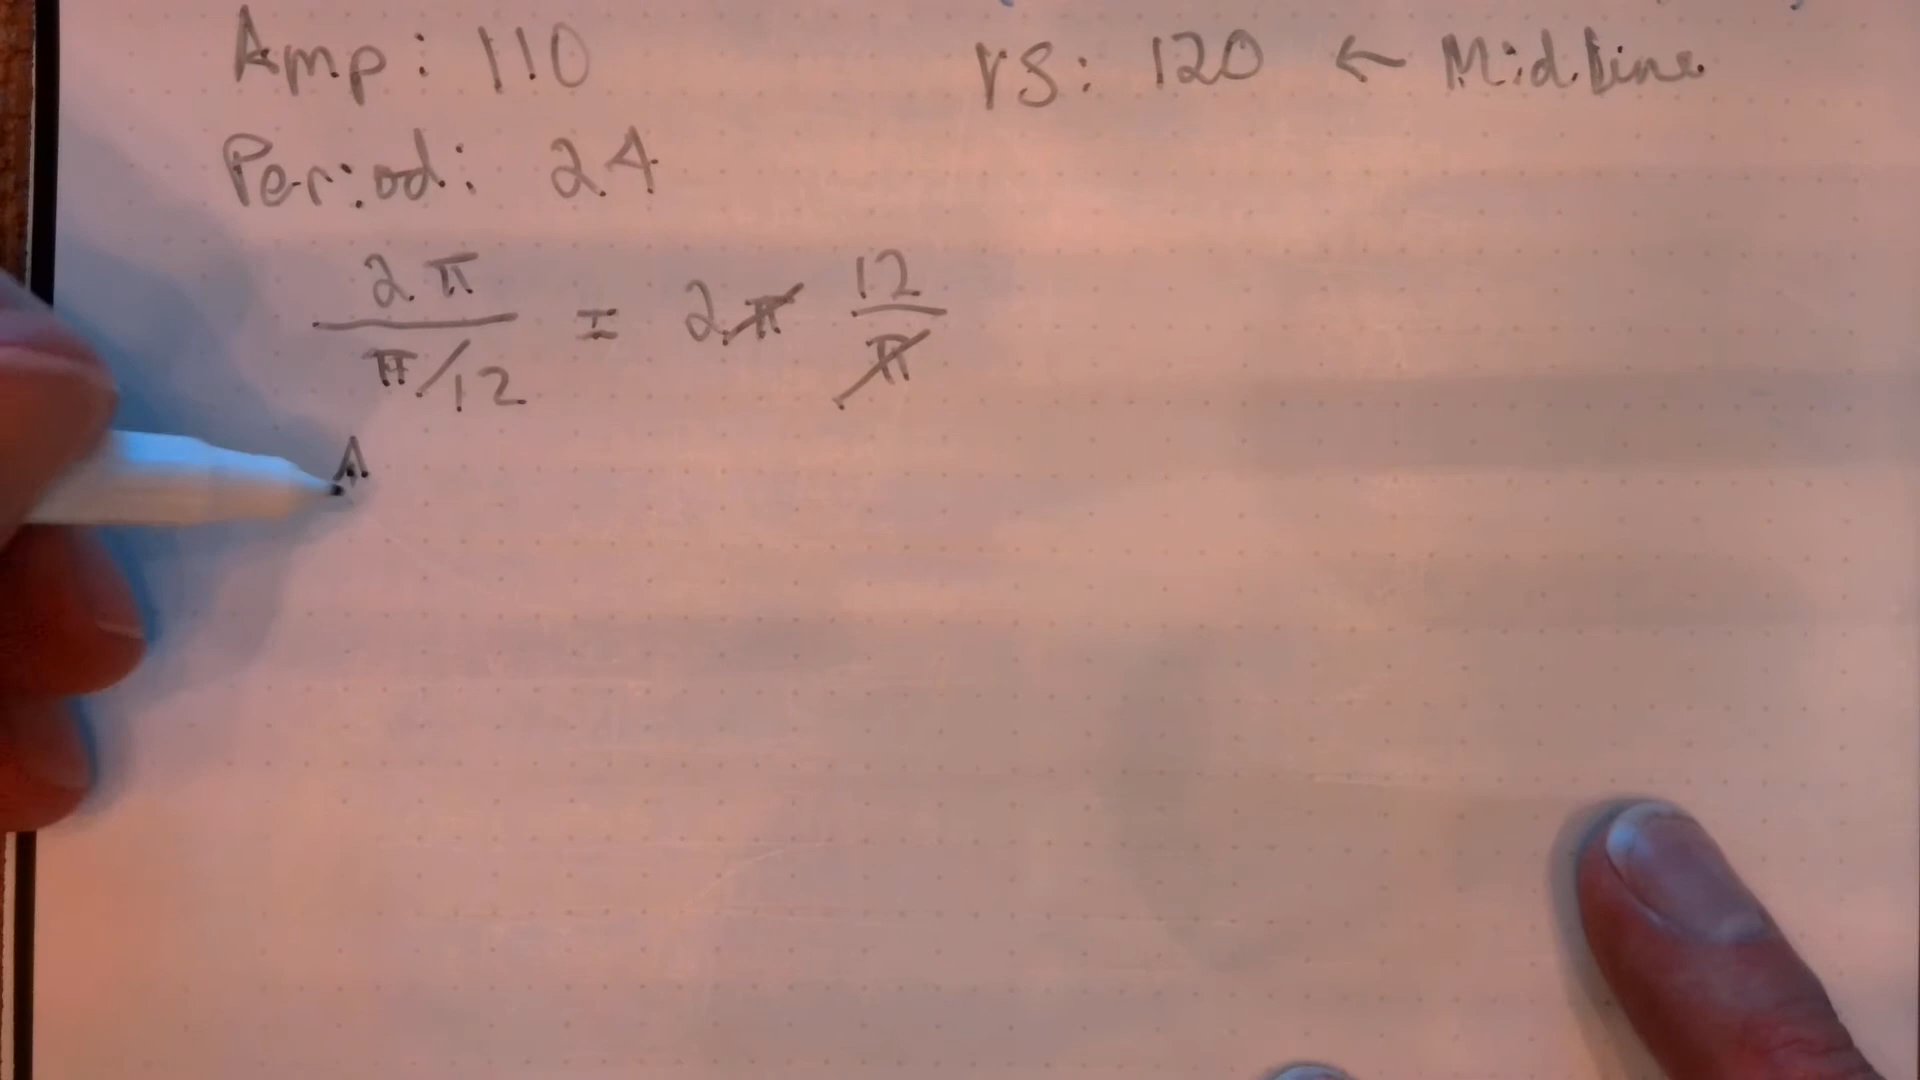 Amp: 110
VS: 120 ← Midline
Period: 24
2π / π/12 = 2π 12/π
A